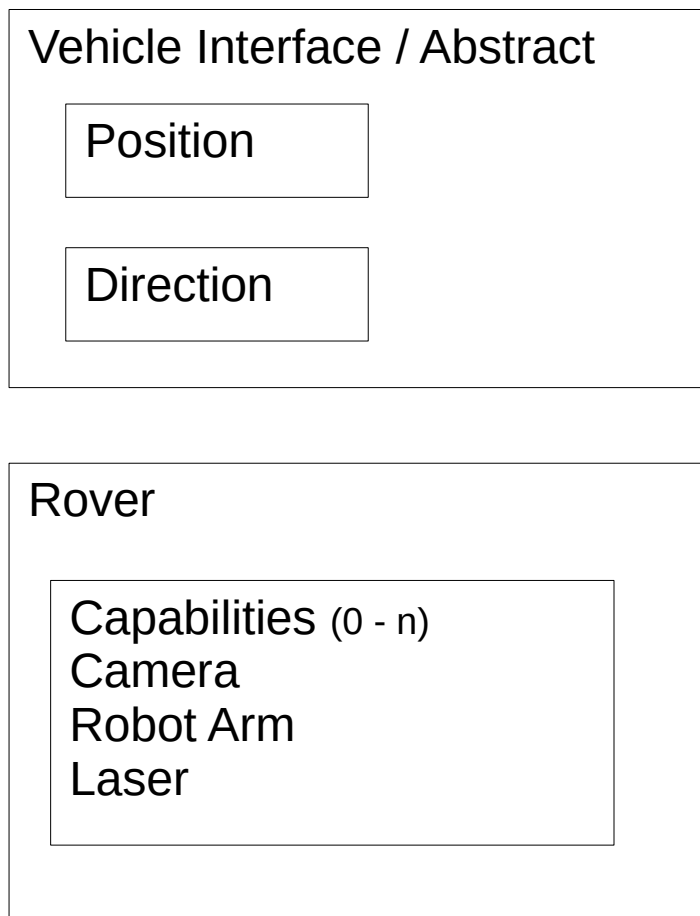 Vehicle Interface / Abstract
Position
Direction
Rover
Capabilities (0 - n)
Camera
Robot Arm
Laser